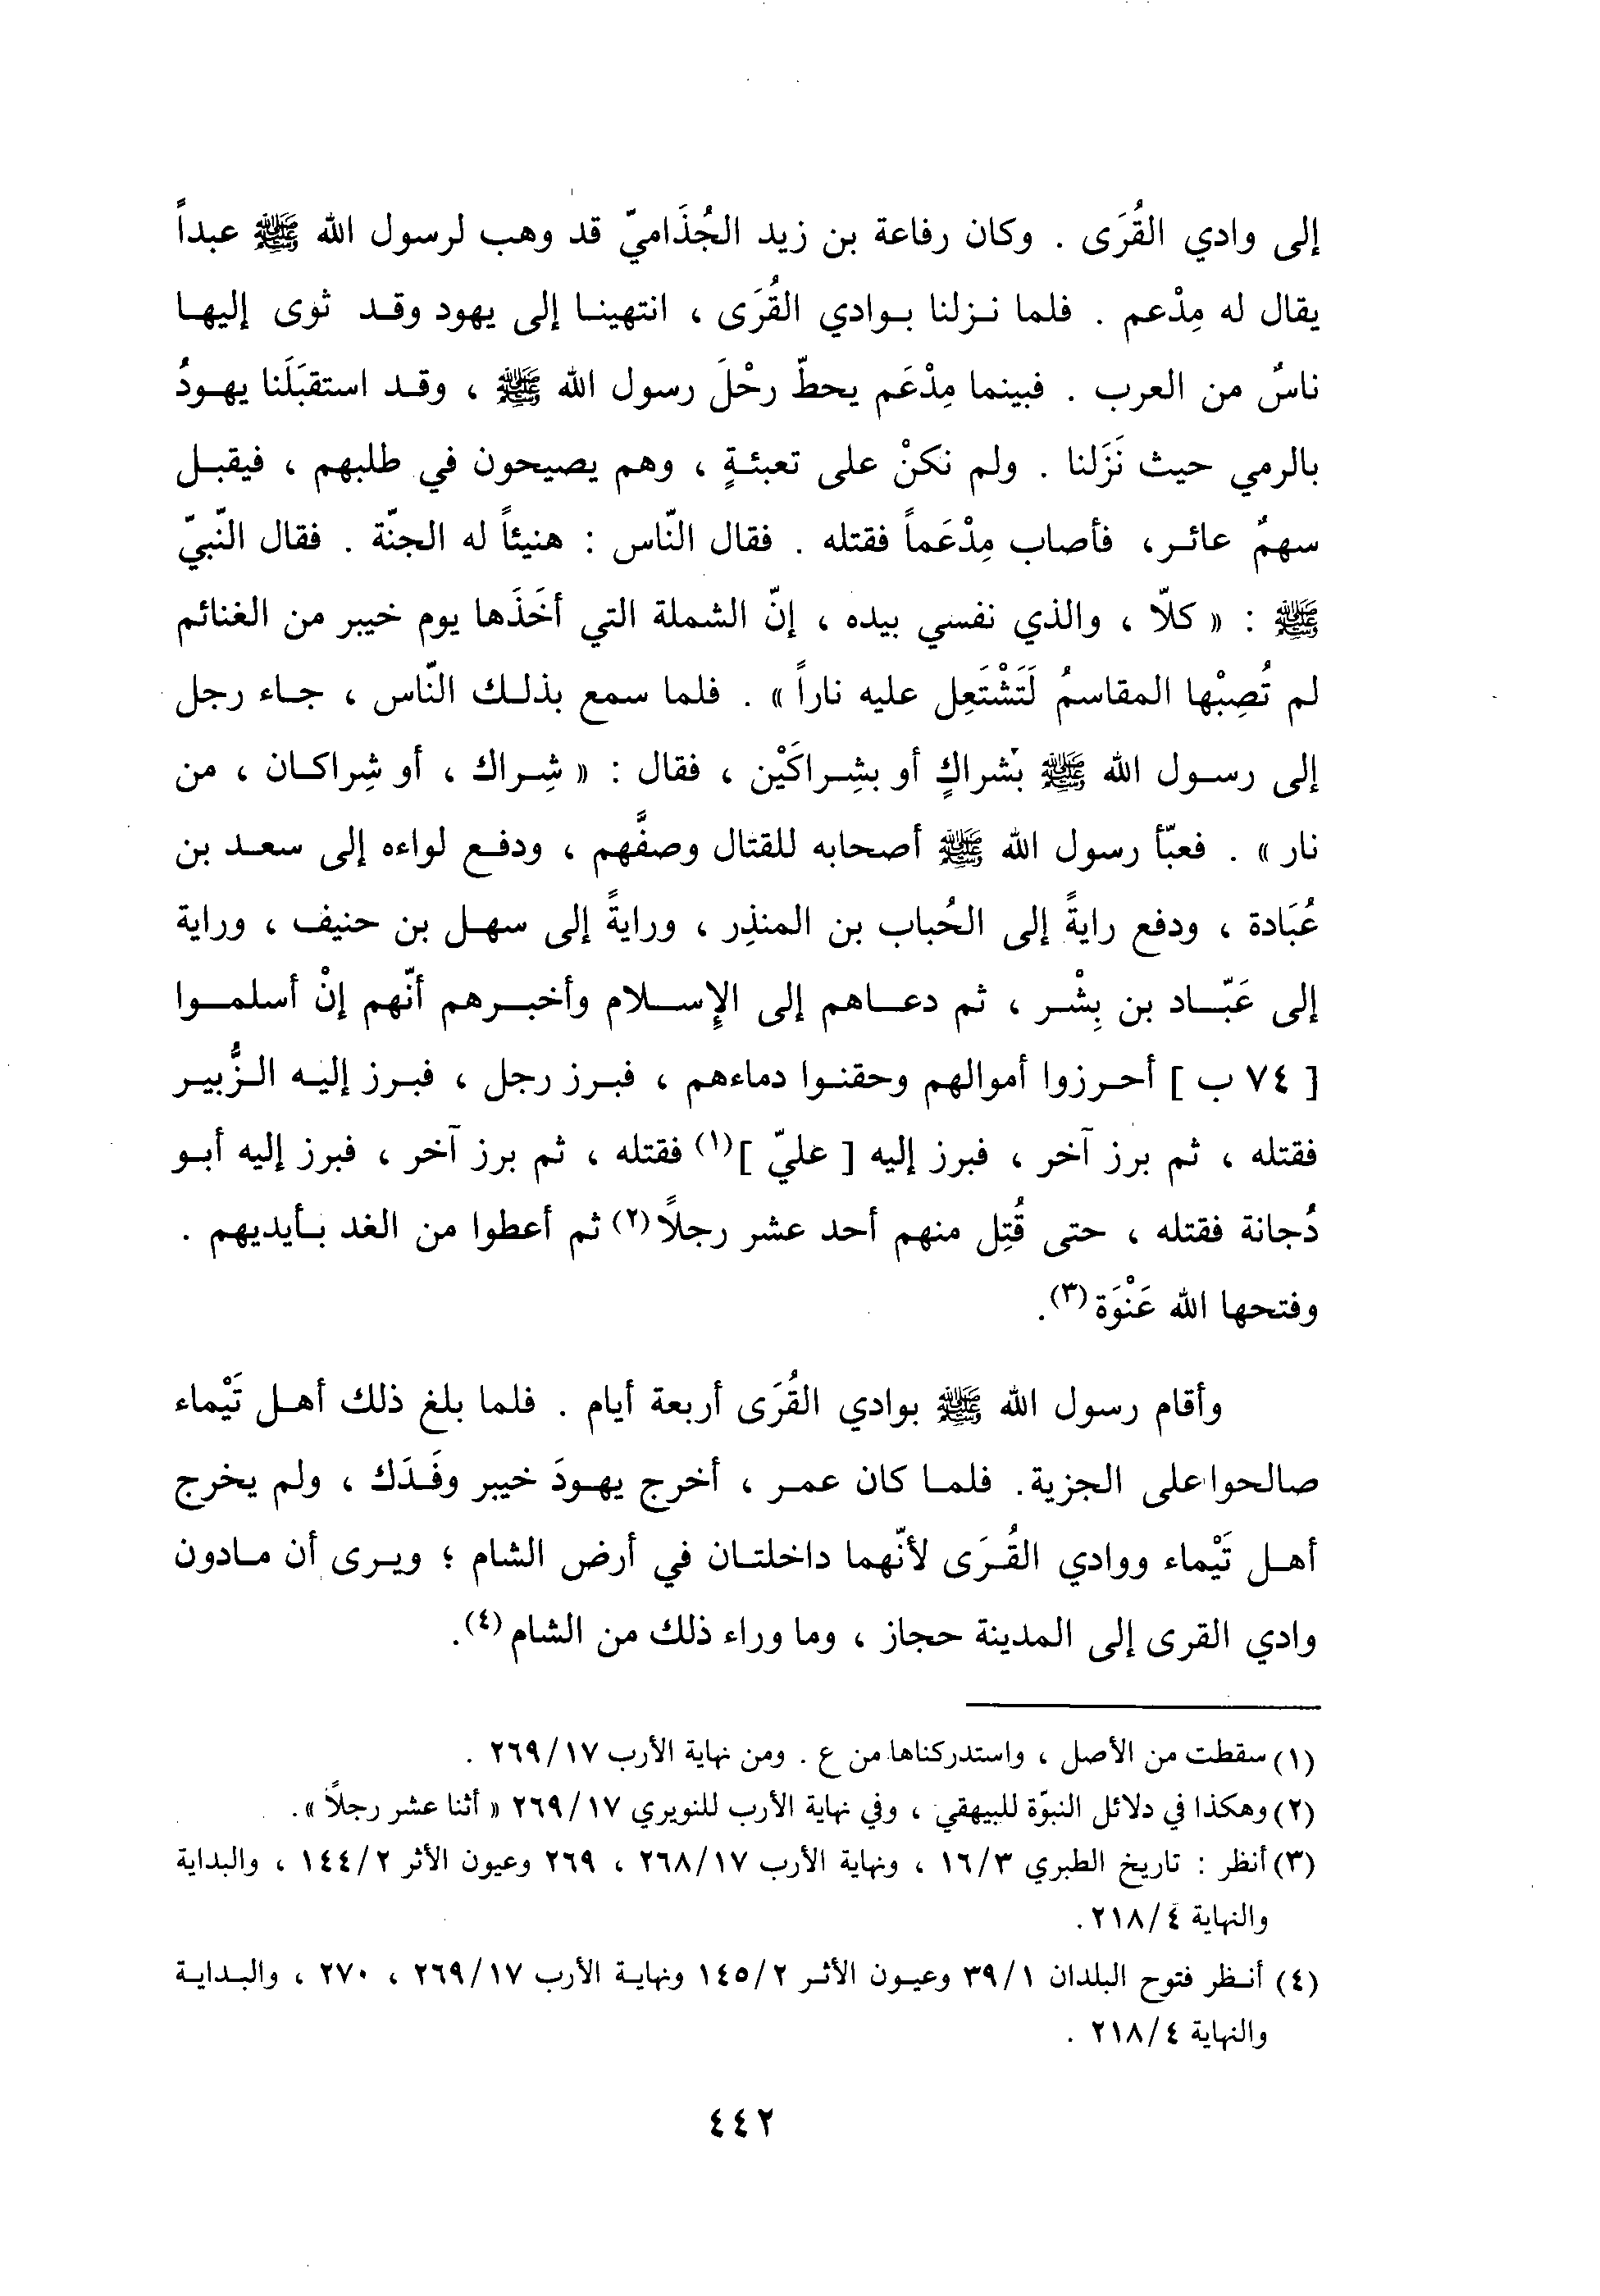 إلى وادي القُرَى . وكان رفاعة بن زيد الجُذَاميّ قد وهب لرسول الله ﷺ عبداً
يقال له مِدْعم . فلما نزلنا بوادي القُرَى ، انتهينا إلى يهود وقد ثوى إليها
ناسٌ من العرب . فبينما مِدْعَم يحطّ رحْلَ رسول الله ﷺ ، وقد استقبَلَنا يهودُ
بالرمي حيث نَزَلنا . ولم نكنْ على تعبئةٍ ، وهم يصيحون في طلبهم ، فيقبل
سهمٌ عائر، فأصاب مِدْعَماً فقتله . فقال النّاس : هنيئاً له الجنّة . فقال النّبيّ
ﷺ : « كلّا ، والذي نفسي بيده ، إنّ الشملة التي أخَذَها يوم خيبر من الغنائم
لم تُصِبْها المقاسمُ لَتَشْتَعِل عليه ناراً » . فلما سمع بذلك النّاس ، جاء رجل
إلى رسول الله ﷺ بشراكٍ أو بشِراكَيْن ، فقال : « شِراك ، أو شِراكان ، من
نار » . فعبّأ رسول الله ﷺ أصحابه للقتال وصفَّهم ، ودفع لواءه إلى سعد بن
عُبَادة ، ودفع رايةً إلى الحُباب بن المنذِر ، ورايةً إلى سهل بن حنيف ، وراية
إلى عَبّاد بن بِشْر ، ثم دعاهم إلى الإِسلام وأخبرهم أنّهم إنْ أسلموا
[ ٧٤ ب ] أحرزوا أموالهم وحقنوا دماءهم ، فبرز رجل ، فبرز إليه الزُّبير
فقتله ، ثم برز آخر ، فبرز إليه [ عليّ ](١) فقتله ، ثم برز آخر ، فبرز إليه أبو
دُجانة فقتله ، حتى قُتِل منهم أحد عشر رجلاً(٢) ثم أعطوا من الغد بأيديهم .
وفتحها الله عَنْوَة(٣).
وأقام رسول الله ﷺ بوادي القُرَى أربعة أيام . فلما بلغ ذلك أهل تَيْماء
صالحوا على الجزية. فلما كان عمر ، أخرج يهودَ خيبر وفَدَك ، ولم يخرج
أهل تَيْماء ووادي القُرَى لأنّهما داخلتان في أرض الشام ؛ ويرى أن مادون
وادي القرى إلى المدينة حجاز ، وما وراء ذلك من الشام(٤).
(١) سقطت من الأصل ، واستدركناها من ع . ومن نهاية الأرب ٢٦٩/١٧ .
(٢) وهكذا في دلائل النبوّة للبيهقي ، وفي نهاية الأرب للنويري ٢٦٩/١٧ « أثنا عشر رجلاً ».
(٣) أنظر : تاريخ الطبري ١٦/٣ ، ونهاية الأرب ٢٦٨/١٧ ، ٢٦٩ وعيون الأثر ١٤٤/٢ ، والبداية
والنهاية ٢١٨/٤.
(٤) أنظر فتوح البلدان ٣٩/١ وعيون الأثر ١٤٥/٢ ونهاية الأرب ٢٦٩/١٧ ، ٢٧٠ ، والبداية
والنهاية ٢١٨/٤ .
٤٤٢